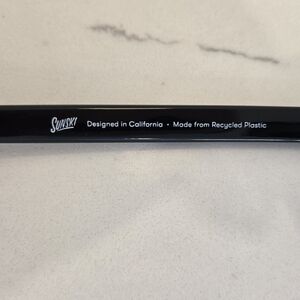 SUNSKI Designed in California • Made from Recycled Plastic